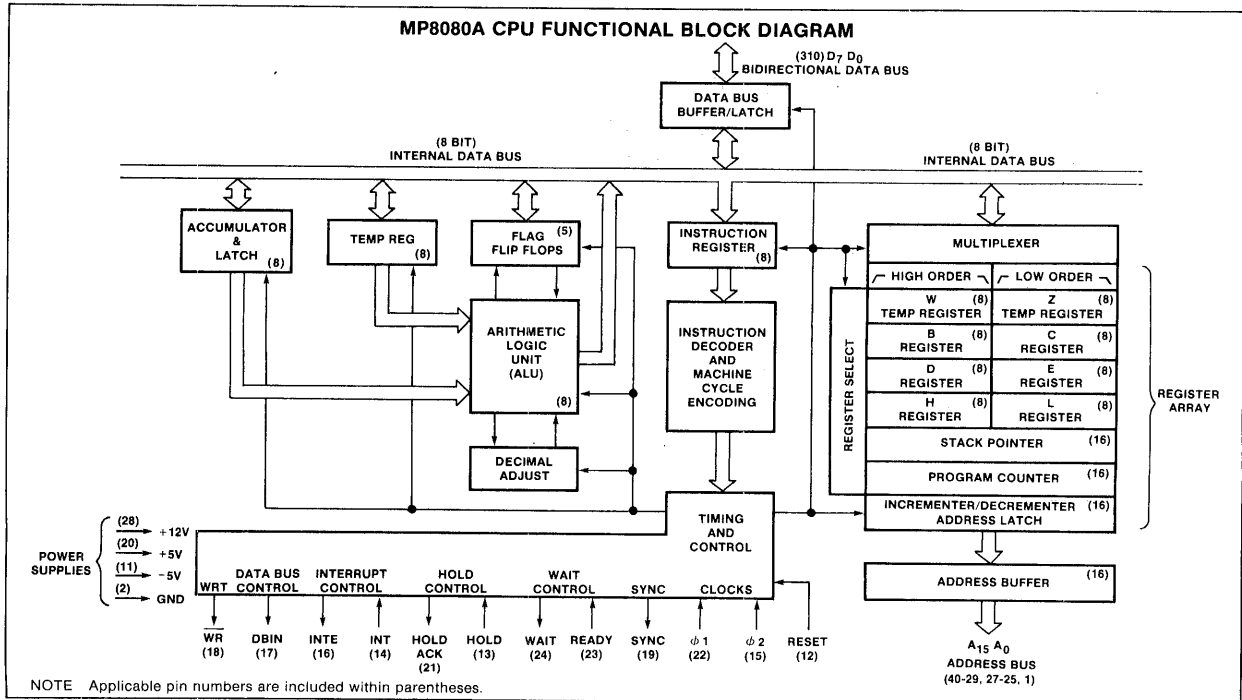 MP8080A CPU FUNCTIONAL BLOCK DIAGRAM
(310) D7 D0
BIDIRECTIONAL DATA BUS
DATA BUS
BUFFER/LATCH
(8 BIT)
INTERNAL DATA BUS
(8 BIT)
INTERNAL DATA BUS
ACCUMULATOR
&
LATCH (8)
TEMP REG
(8)
(5)
FLAG
FLIP FLOPS
INSTRUCTION
REGISTER
(8)
MULTIPLEXER
HIGH ORDER
LOW ORDER
W (8)
TEMP REGISTER
Z (8)
TEMP REGISTER
B (8)
REGISTER
C (8)
REGISTER
D (8)
REGISTER
E (8)
REGISTER
H (8)
REGISTER
L (8)
REGISTER
STACK POINTER (16)
PROGRAM COUNTER (16)
INCREMENTER/DECREMENTER (16)
ADDRESS LATCH
REGISTER SELECT
REGISTER
ARRAY
ARITHMETIC
LOGIC
UNIT
(ALU)
(8)
INSTRUCTION
DECODER
AND
MACHINE
CYCLE
ENCODING
DECIMAL
ADJUST
TIMING
AND
CONTROL
POWER
SUPPLIES
(28) +12V
(20) +5V
(11) −5V
(2) GND
WRT
DATA BUS
CONTROL
INTERRUPT
CONTROL
HOLD
CONTROL
WAIT
CONTROL
SYNC
CLOCKS
ADDRESS BUFFER (16)
WR
(18)
DBIN
(17)
INTE
(16)
INT
(14)
HOLD
ACK
(21)
HOLD
(13)
WAIT
(24)
READY
(23)
SYNC
(19)
ϕ 1
(22)
ϕ 2
(15)
RESET
(12)
A15 A0
ADDRESS BUS
(40-29, 27-25, 1)
NOTE Applicable pin numbers are included within parentheses.